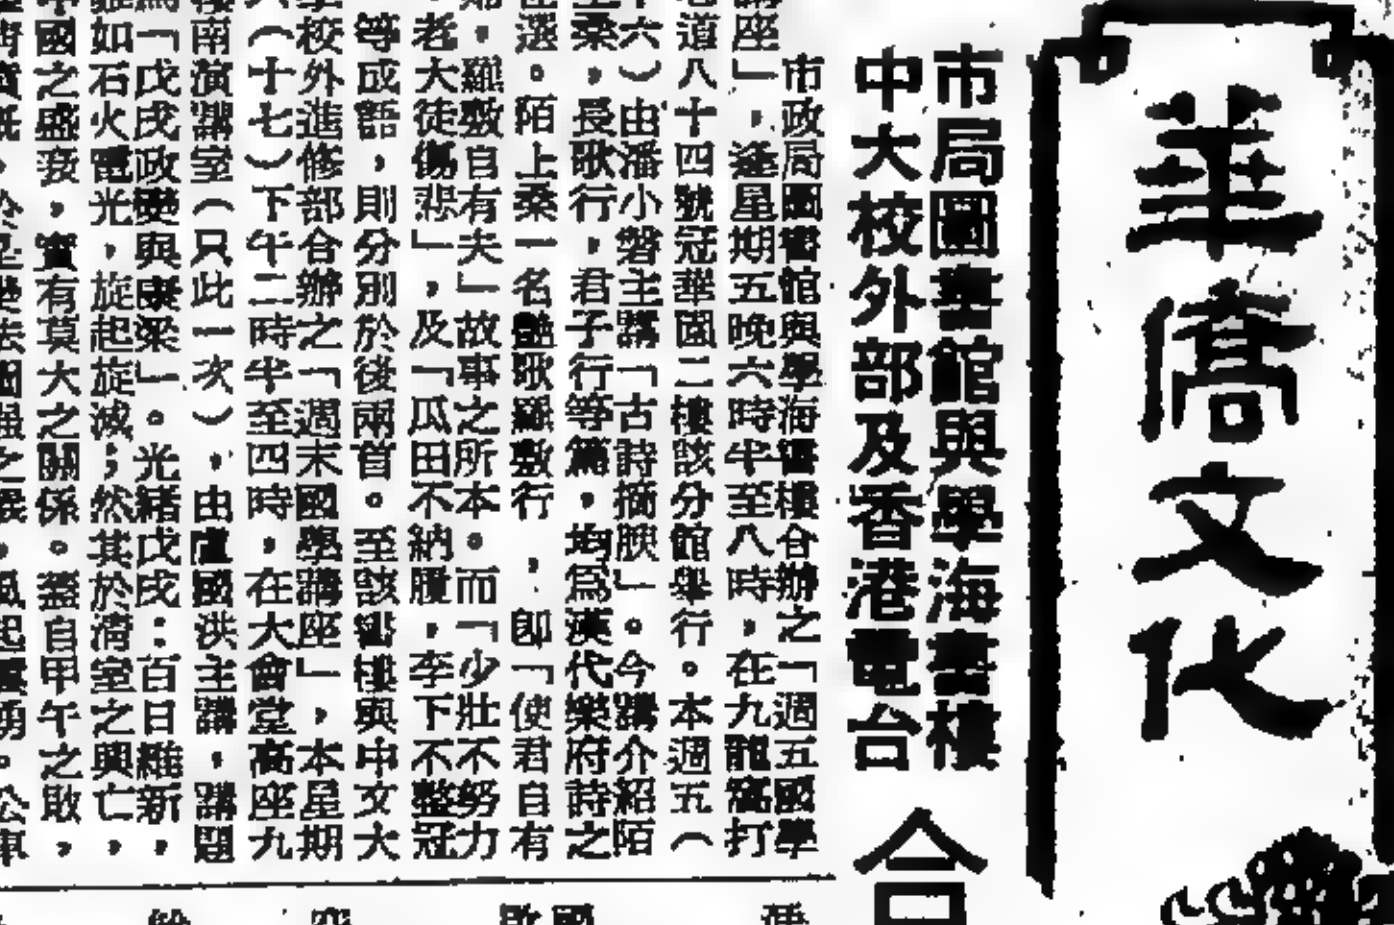 華僑文化
市局圖書館與學海書樓
中大校外部及香港電台
合
市政局圖書館與學海書樓合辦之「週五國學
講座」，逢星期五晚六時半至八時，在九龍窩打
老道八十四號冠華園二樓該分館舉行。本週五（
十六）由潘小磐主講「古詩摘腴」。今講介紹陌
上桑，長歌行，君子行等篇，均爲漢代樂府詩之
選。陌上桑一名艷歌羅敷行，即「使君自有
婦，羅敷自有夫」故事之所本。而「少壯不努力
，老大徒傷悲」，及「瓜田不納履，李下不整冠
」等成語，則分別於後兩首。至該書樓與中文大
學校外進修部合辦之「週末國學講座」，本星期
六（十七）下午二時半至四時，在大會堂高座九
樓南演講室（只此一次），由盧國洪主講，講題
爲「戊戌政變與康梁」。光緒戊戌：百日維新，
如石火電光，旋起旋滅；然其於清室之興亡，
中國之盛衰，實有莫大之關係。蓋自甲午之敗，
公車